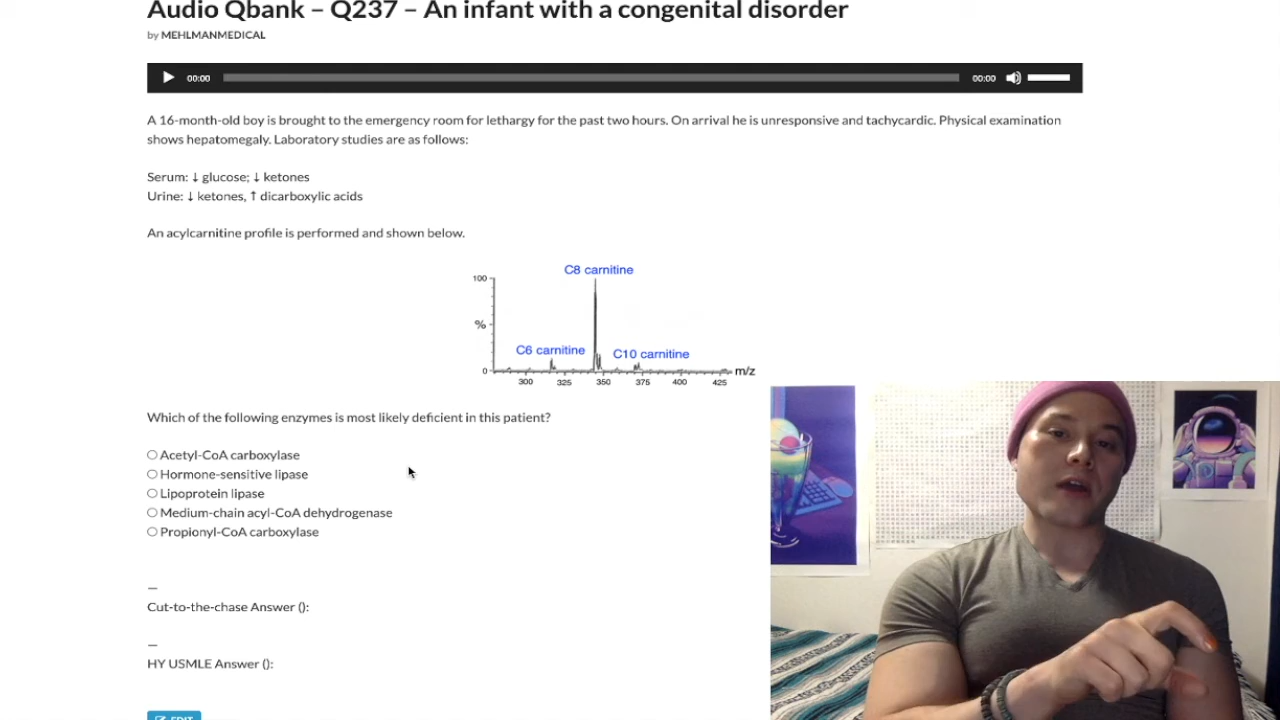 Audio Qbank – Q237 – An infant with a congenital disorder
by MEHLMANMEDICAL
00:00 00:00
A 16-month-old boy is brought to the emergency room for lethargy for the past two hours. On arrival he is unresponsive and tachycardic. Physical examination
shows hepatomegaly. Laboratory studies are as follows:
Serum: ↓ glucose; ↓ ketones
Urine: ↓ ketones, ↑ dicarboxylic acids
An acylcarnitine profile is performed and shown below.
C8 carnitine
100
%
C6 carnitine C10 carnitine
0
m/z
300 325 350 375 400 425
Which of the following enzymes is most likely deficient in this patient?
Acetyl-CoA carboxylase
Hormone-sensitive lipase
Lipoprotein lipase
Medium-chain acyl-CoA dehydrogenase
Propionyl-CoA carboxylase
—
Cut-to-the-chase Answer ():
—
HY USMLE Answer ():
EDIT